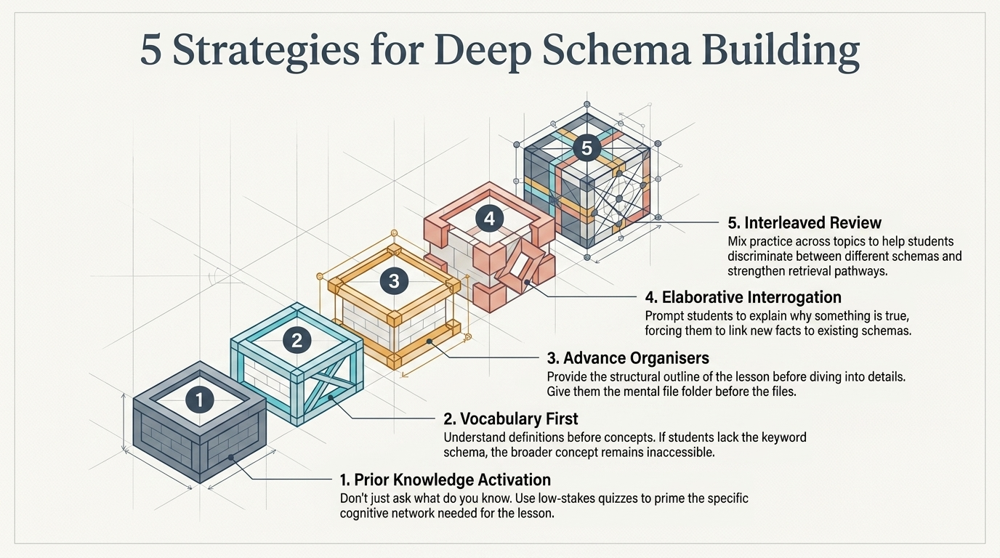 5 Strategies for Deep Schema Building
5
4
3
2
1
5. Interleaved Review
Mix practice across topics to help students
discriminate between different schemas and
strengthen retrieval pathways.
4. Elaborative Interrogation
Prompt students to explain why something is true,
forcing them to link new facts to existing schemas.
3. Advance Organisers
Provide the structural outline of the lesson before diving into details.
Give them the mental file folder before the files.
2. Vocabulary First
Understand definitions before concepts. If students lack the keyword
schema, the broader concept remains inaccessible.
1. Prior Knowledge Activation
Don't just ask what do you know. Use low-stakes quizzes to prime the specific
cognitive network needed for the lesson.